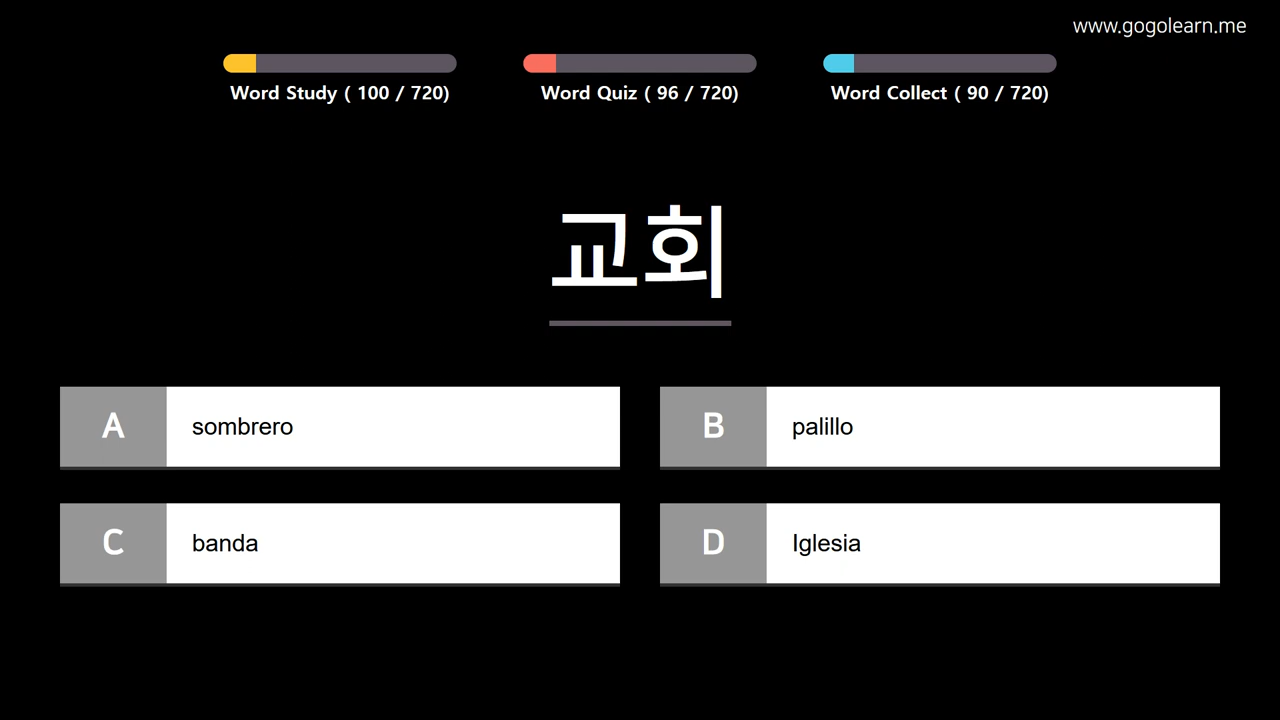 www.gogolearn.me
Word Study ( 100 / 720)
Word Quiz ( 96 / 720)
Word Collect ( 90 / 720)
교회
A sombrero
B palillo
C banda
D Iglesia